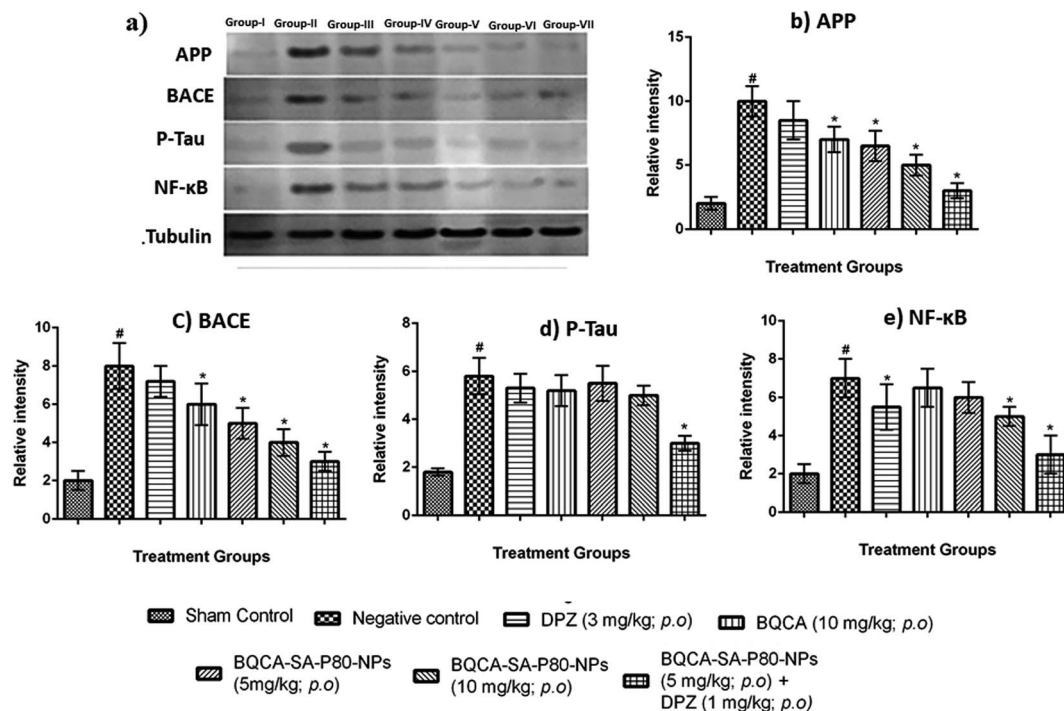 a)
Group-I Group-II Group-III Group-IV Group-V Group-VI Group-VII
APP
BACE
P-Tau
NF-κB
.Tubulin
b) APP
Relative intensity
15
10
5
0
#
*
*
*
*
Treatment Groups
c) BACE
Relative intensity
10
8
6
4
2
0
#
*
*
*
*
Treatment Groups
d) P-Tau
Relative intensity
8
6
4
2
0
#
*
Treatment Groups
e) NF-κB
Relative intensity
10
8
6
4
2
0
#
*
*
*
Treatment Groups
Sham Control
Negative control
DPZ (3 mg/kg; p.o)
BQCA (10 mg/kg; p.o)
BQCA-SA-P80-NPs
(5mg/kg; p.o)
BQCA-SA-P80-NPs
(10 mg/kg; p.o)
BQCA-SA-P80-NPs
(5 mg/kg; p.o) +
DPZ (1 mg/kg; p.o)